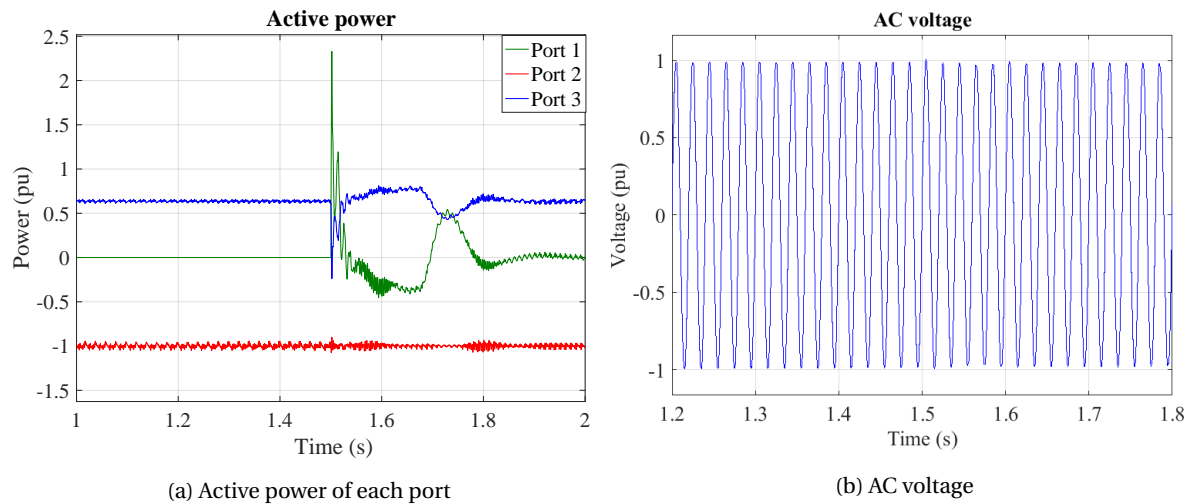 Active power
2.5
2
1.5
1
0.5
0
-0.5
-1
-1.5
Power (pu)
Port 1
Port 2
Port 3
1
1.2
1.4
1.6
1.8
2
Time (s)
(a) Active power of each port
AC voltage
1
0.5
0
-0.5
-1
Voltage (pu)
1.2
1.3
1.4
1.5
1.6
1.7
1.8
Time (s)
(b) AC voltage